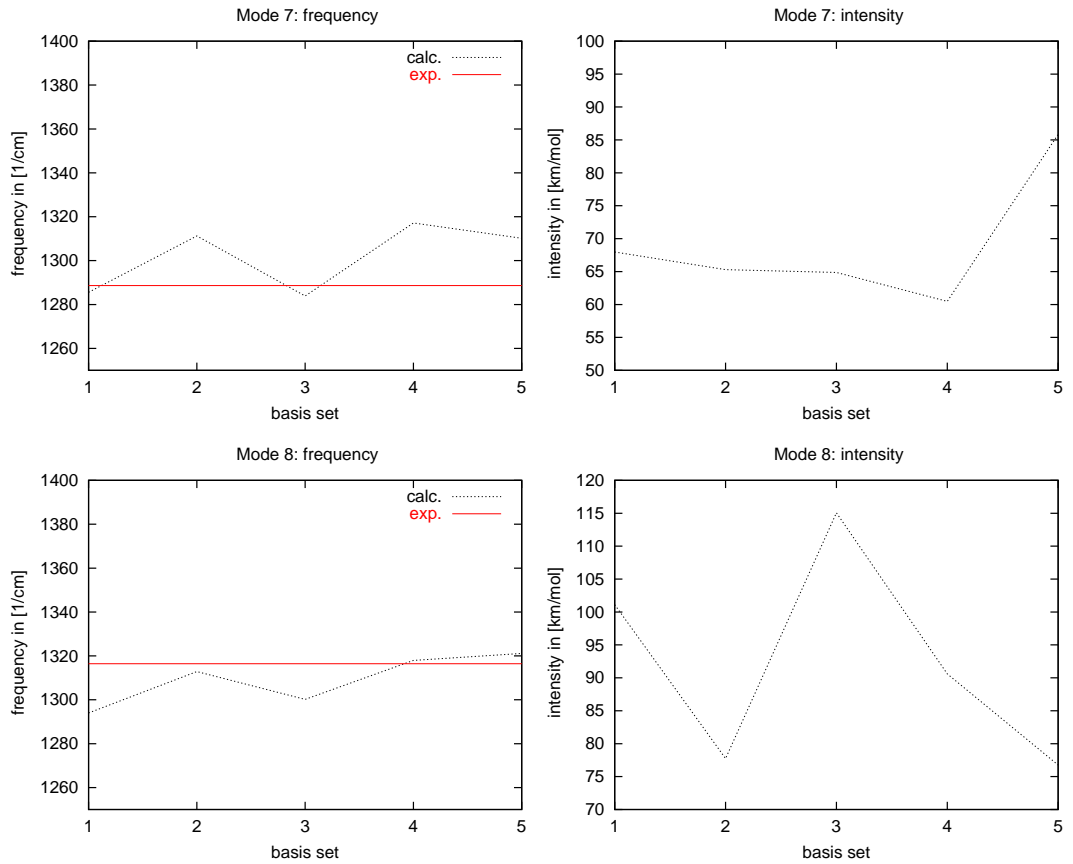 Mode 7: frequency
1400
1380
1360
1340
1320
1300
1280
1260
frequency in [1/cm]
calc.
exp.
1 2 3 4 5
basis set
Mode 7: intensity
100
95
90
85
80
75
70
65
60
55
50
intensity in [km/mol]
1 2 3 4 5
basis set
Mode 8: frequency
1400
1380
1360
1340
1320
1300
1280
1260
frequency in [1/cm]
calc.
exp.
1 2 3 4 5
basis set
Mode 8: intensity
120
115
110
105
100
95
90
85
80
75
70
intensity in [km/mol]
1 2 3 4 5
basis set